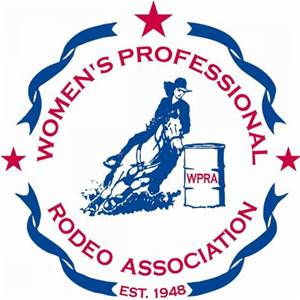 WOMEN'S PROFESSIONAL
WPRA
RODEO ASSOCIATION
EST. 1948